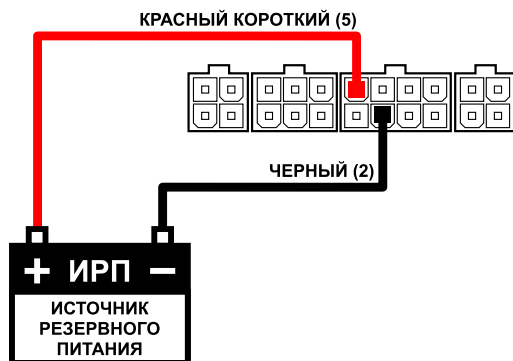 КРАСНЫЙ КОРОТКИЙ (5)
ЧЕРНЫЙ (2)
+ ИРП −
ИСТОЧНИК
РЕЗЕРВНОГО
ПИТАНИЯ